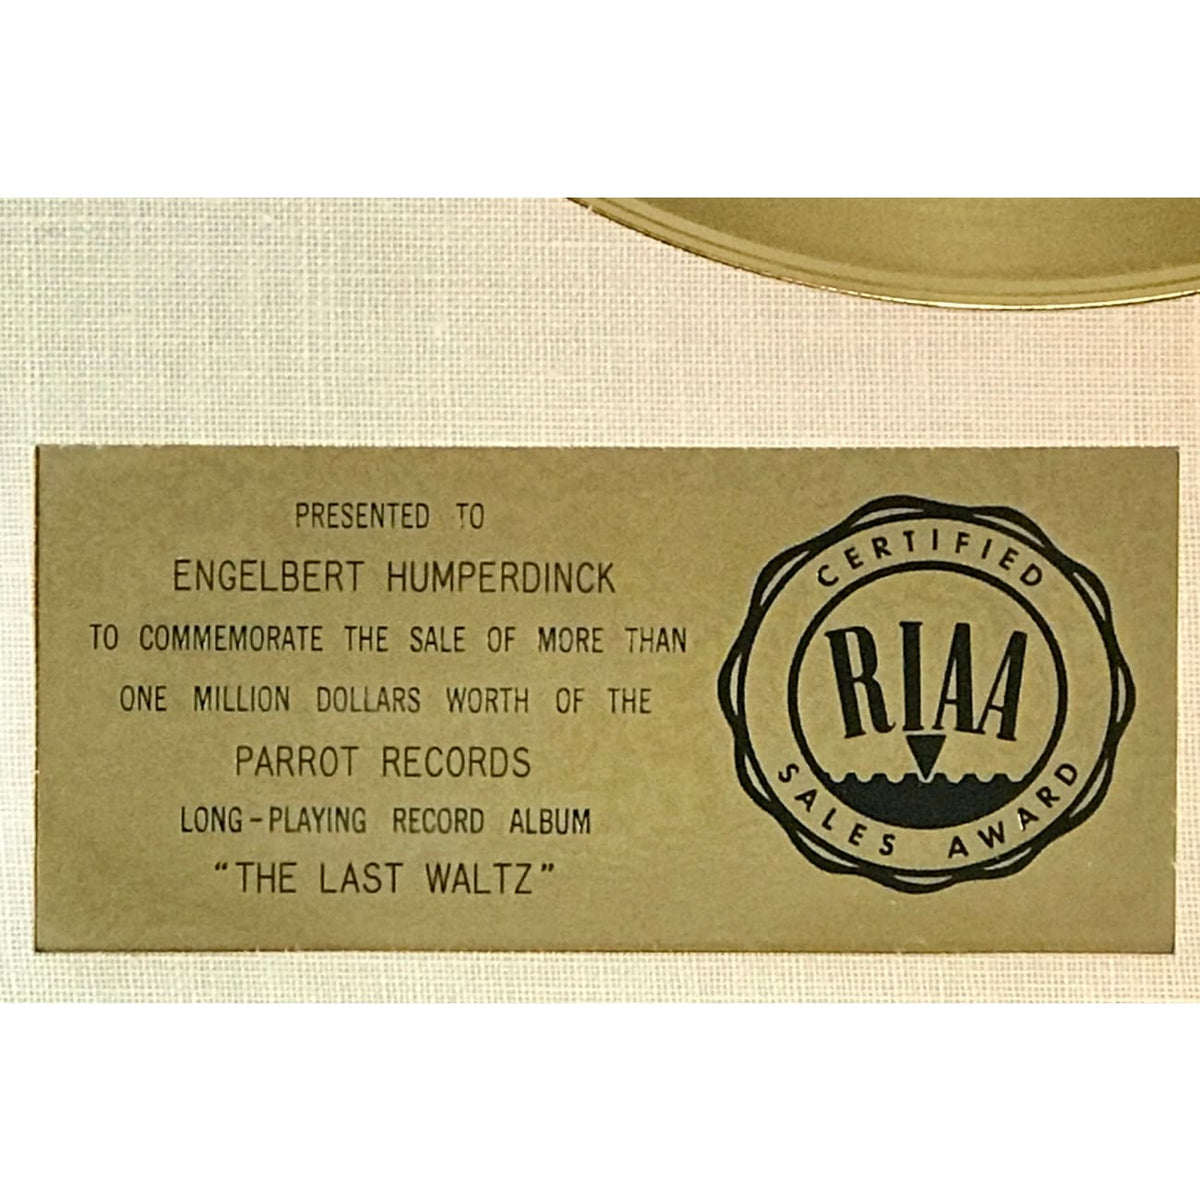 PRESENTED TO
ENGELBERT HUMPERDINCK
TO COMMEMORATE THE SALE OF MORE THAN
ONE MILLION DOLLARS WORTH OF THE
PARROT RECORDS
LONG-PLAYING RECORD ALBUM
"THE LAST WALTZ"
CERTIFIED
RIAA
SALES AWARD